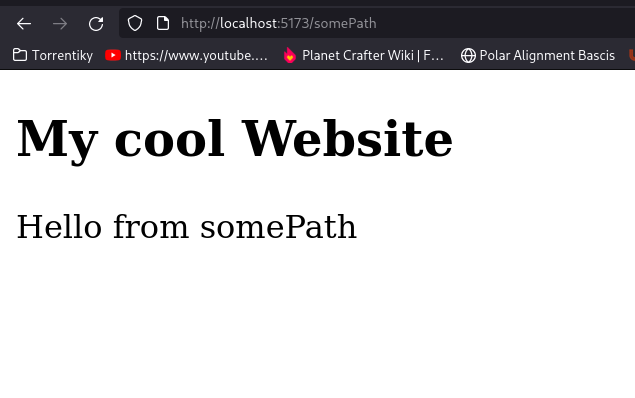 http://localhost:5173/somePath
Torrentiky https://www.youtube.… Planet Crafter Wiki | F… Polar Alignment Bascis
My cool Website
Hello from somePath